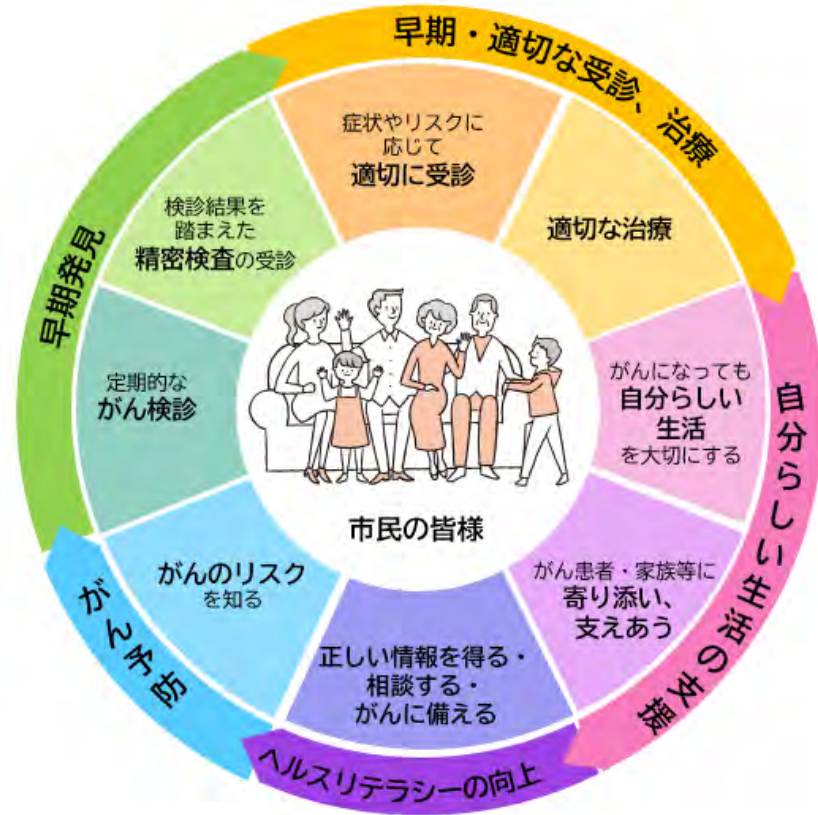 早期・適切な受診、治療
症状やリスクに
応じて
適切に受診
適切な治療
自分らしい生活の支援
がんになっても
自分らしい
生活
を大切にする
がん患者・家族等に
寄り添い、
支えあう
ヘルスリテラシーの向上
正しい情報を得る・
相談する・
がんに備える
がん予防
がんのリスク
を知る
早期発見
定期的な
がん検診
検診結果を
踏まえた
精密検査の受診
市民の皆様